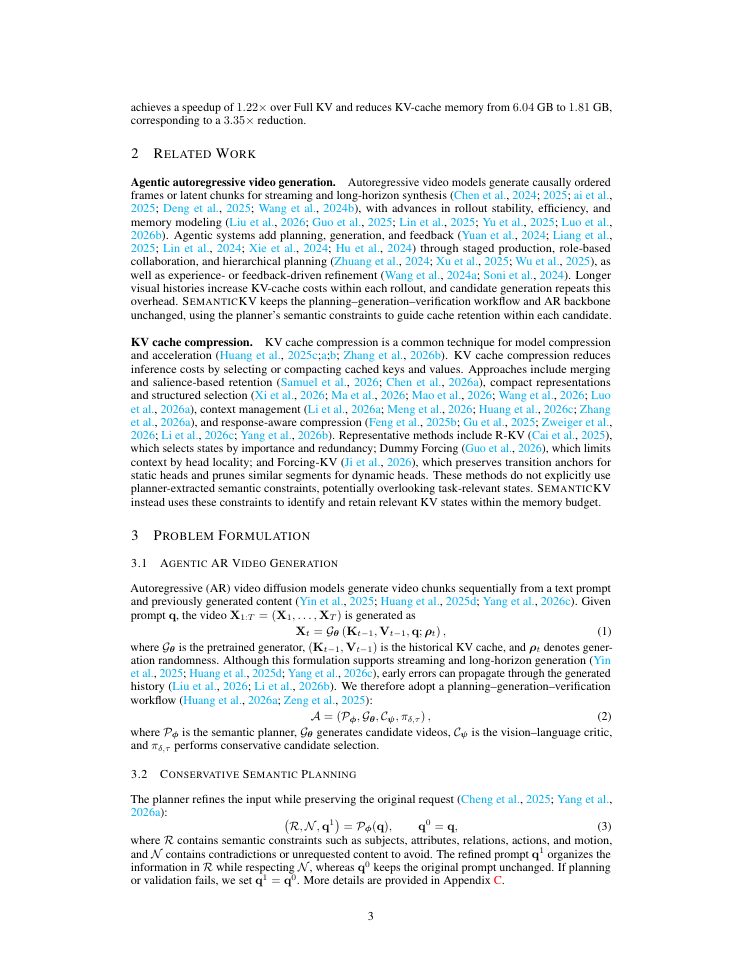 achieves a speedup of 1.22× over Full KV and reduces KV-cache memory from 6.04 GB to 1.81 GB,
corresponding to a 3.35× reduction.
2 RELATED WORK
Agentic autoregressive video generation. Autoregressive video models generate causally ordered
frames or latent chunks for streaming and long-horizon synthesis (Chen et al., 2024; 2025; ai et al.,
2025; Deng et al., 2025; Wang et al., 2024b), with advances in rollout stability, efficiency, and
memory modeling (Liu et al., 2026; Guo et al., 2025; Lin et al., 2025; Yu et al., 2025; Luo et al.,
2026b). Agentic systems add planning, generation, and feedback (Yuan et al., 2024; Liang et al.,
2025; Lin et al., 2024; Xie et al., 2024; Hu et al., 2024) through staged production, role-based
collaboration, and hierarchical planning (Zhuang et al., 2024; Xu et al., 2025; Wu et al., 2025), as
well as experience- or feedback-driven refinement (Wang et al., 2024a; Soni et al., 2024). Longer
visual histories increase KV-cache costs within each rollout, and candidate generation repeats this
overhead. SEMANTICKV keeps the planning–generation–verification workflow and AR backbone
unchanged, using the planner's semantic constraints to guide cache retention within each candidate.
KV cache compression. KV cache compression is a common technique for model compression
and acceleration (Huang et al., 2025c;a;b; Zhang et al., 2026b). KV cache compression reduces
inference costs by selecting or compacting cached keys and values. Approaches include merging
and salience-based retention (Samuel et al., 2026; Chen et al., 2026a), compact representations
and structured selection (Xi et al., 2026; Ma et al., 2026; Mao et al., 2026; Wang et al., 2026; Luo
et al., 2026a), context management (Li et al., 2026a; Meng et al., 2026; Huang et al., 2026c; Zhang
et al., 2026a), and response-aware compression (Feng et al., 2025b; Gu et al., 2025; Zweiger et al.,
2026; Li et al., 2026c; Yang et al., 2026b). Representative methods include R-KV (Cai et al., 2025),
which selects states by importance and redundancy; Dummy Forcing (Guo et al., 2026), which limits
context by head locality; and Forcing-KV (Ji et al., 2026), which preserves transition anchors for
static heads and prunes similar segments for dynamic heads. These methods do not explicitly use
planner-extracted semantic constraints, potentially overlooking task-relevant states. SEMANTICKV
instead uses these constraints to identify and retain relevant KV states within the memory budget.
3 PROBLEM FORMULATION
3.1 AGENTIC AR VIDEO GENERATION
Autoregressive (AR) video diffusion models generate video chunks sequentially from a text prompt
and previously generated content (Yin et al., 2025; Huang et al., 2025d; Yang et al., 2026c). Given
prompt q, the video X₁:T = (X₁, . . . , X_T) is generated as
X_t = G_θ (K_{t−1}, V_{t−1}, q; ρ_t) , (1)
where G_θ is the pretrained generator, (K_{t−1}, V_{t−1}) is the historical KV cache, and ρ_t denotes gener-
ation randomness. Although this formulation supports streaming and long-horizon generation (Yin
et al., 2025; Huang et al., 2025d; Yang et al., 2026c), early errors can propagate through the generated
history (Liu et al., 2026; Li et al., 2026b). We therefore adopt a planning–generation–verification
workflow (Huang et al., 2026a; Zeng et al., 2025):
A = (P_ϕ, G_θ, C_ψ, π_{δ,τ}) , (2)
where P_ϕ is the semantic planner, G_θ generates candidate videos, C_ψ is the vision–language critic,
and π_{δ,τ} performs conservative candidate selection.
3.2 CONSERVATIVE SEMANTIC PLANNING
The planner refines the input while preserving the original request (Cheng et al., 2025; Yang et al.,
2026a):
(R, N, q¹) = P_ϕ(q), q⁰ = q, (3)
where R contains semantic constraints such as subjects, attributes, relations, actions, and motion,
and N contains contradictions or unrequested content to avoid. The refined prompt q¹ organizes the
information in R while respecting N, whereas q⁰ keeps the original prompt unchanged. If planning
or validation fails, we set q¹ = q⁰. More details are provided in Appendix C.
3